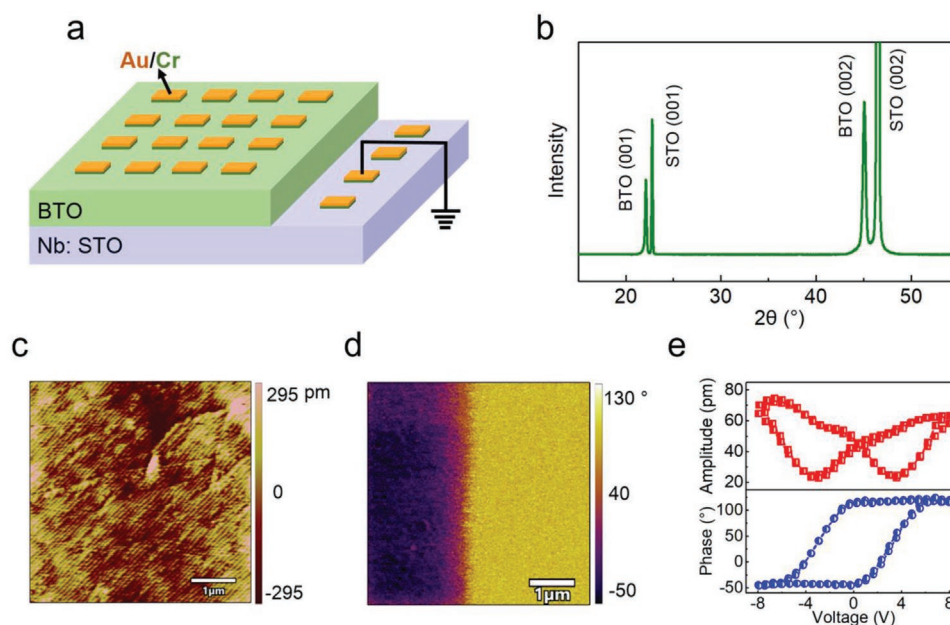 a
Au/Cr
BTO
Nb: STO
b
Intensity
BTO (001)
STO (001)
BTO (002)
STO (002)
20
30
40
50
2θ (°)
c
295 pm
0
-295
1μm
d
130 °
40
-50
1μm
e
Amplitude (pm)
80
60
40
20
Phase (°)
100
50
0
-50
-8
-4
0
4
8
Voltage (V)